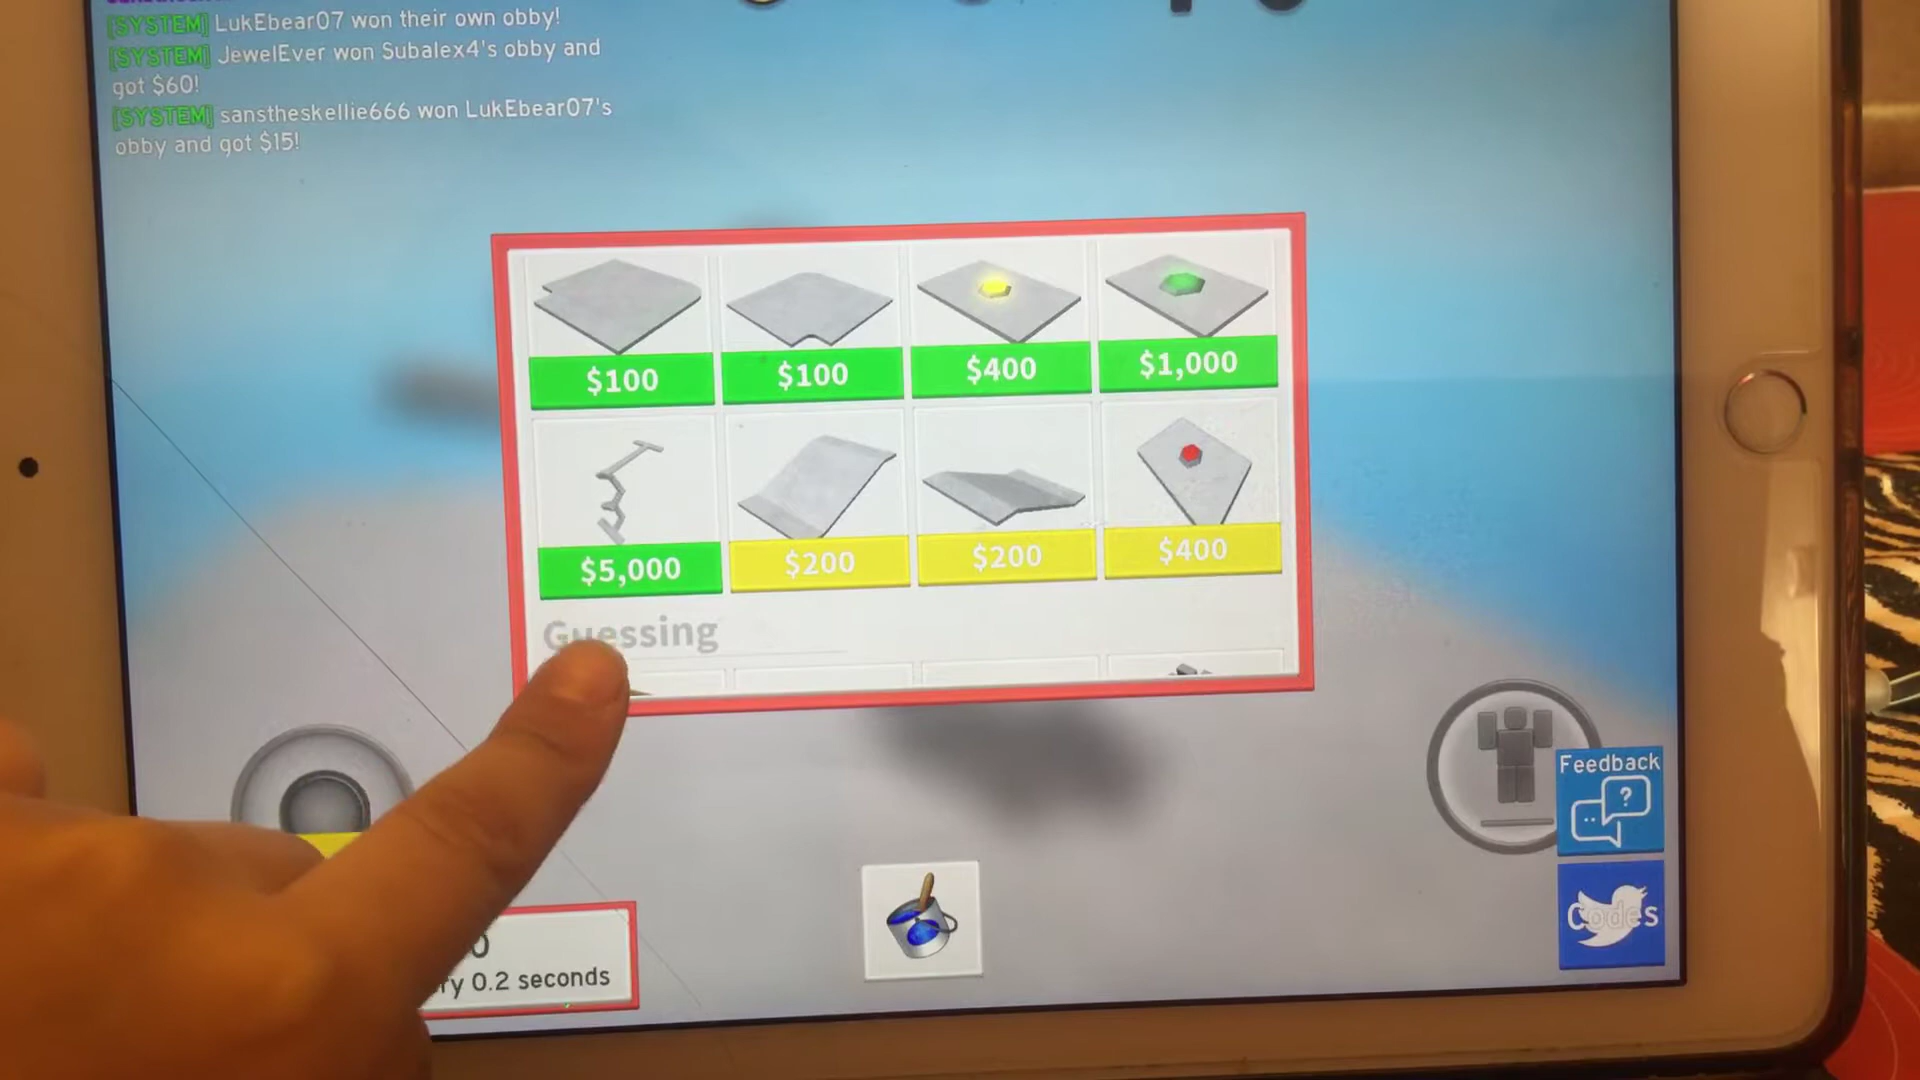 [SYSTEM] LukEbear07 won their own obby!
[SYSTEM] JewelEver won Subalex4's obby and
got $60!
[SYSTEM] sanstheskellie666 won LukEbear07's
obby and got $15!
$100 $100 $400 $1,000
$5,000 $200 $200 $400
Guessing
Feedback
?
Codes
0.2 seconds